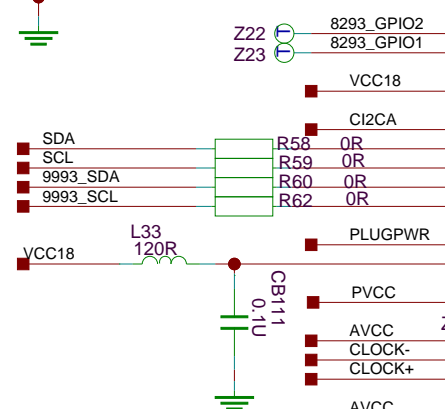 Z22 8293_GPIO2
Z23 8293_GPIO1
VCC18
CI2CA
SDA R58 0R
SCL R59 0R
9993_SDA R60 0R
9993_SCL R62 0R
L33 PLUGPWR
120R
VCC18
CB111
0.1U
PVCC
AVCC
CLOCK-
CLOCK+
AVCC